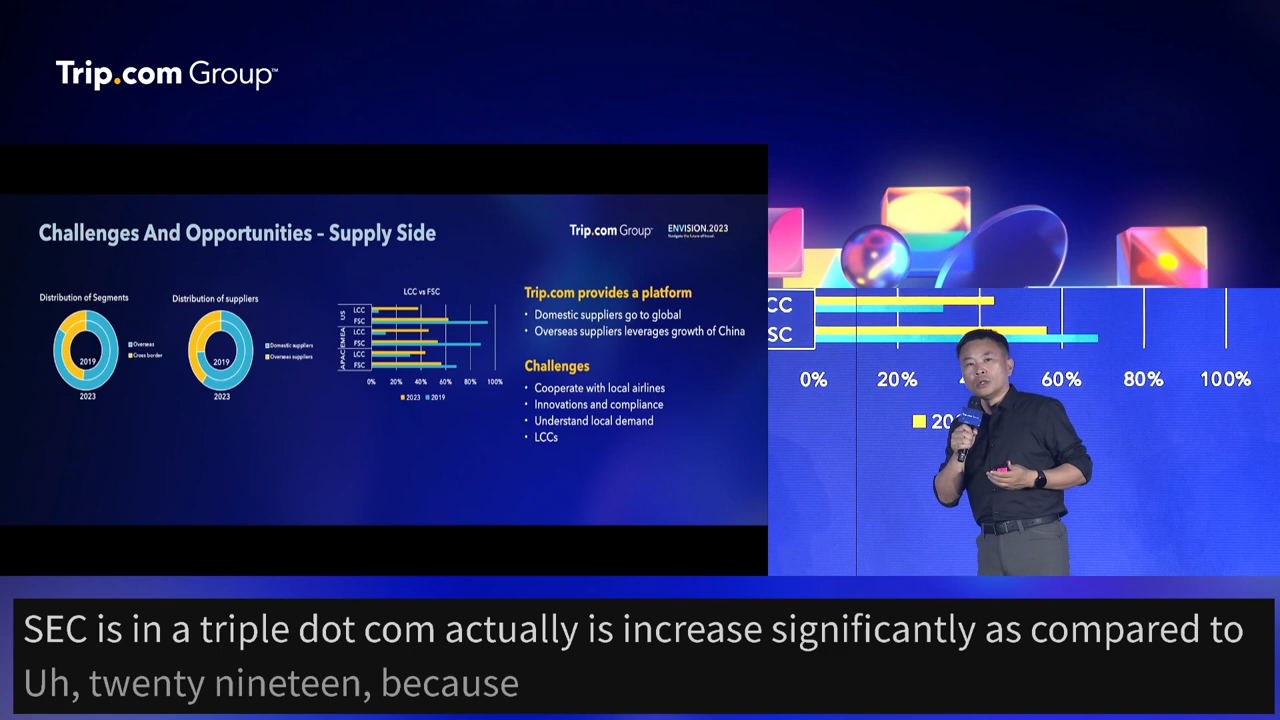 Trip.com Group™
Challenges And Opportunities – Supply Side
Trip.com Group
ENVISION.2023
Navigate the future of travel
Distribution of Segments
2019
2023
Overseas
Cross border
Distribution of suppliers
2019
2023
Domestic suppliers
Overseas suppliers
LCC vs FSC
US
LCC
FSC
EMEA
LCC
FSC
APAC
LCC
FSC
0% 20% 40% 60% 80% 100%
2023 2019
Trip.com provides a platform
• Domestic suppliers go to global
• Overseas suppliers leverages growth of China
Challenges
• Cooperate with local airlines
• Innovations and compliance
• Understand local demand
• LCCs
CC
SC
0% 20% 60% 80% 100%
20
SEC is in a triple dot com actually is increase significantly as compared to
Uh, twenty nineteen, because